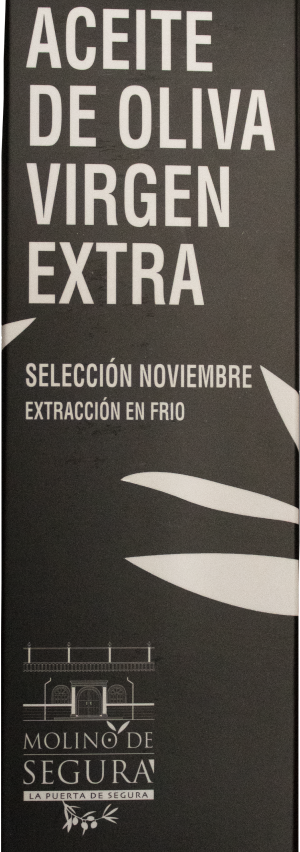 ACEITE
DE OLIVA
VIRGEN
EXTRA
SELECCIÓN NOVIEMBRE
EXTRACCIÓN EN FRIO
MOLINO DE
SEGURA
LA PUERTA DE SEGURA